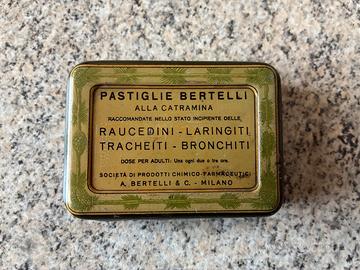 PASTIGLIE BERTELLI
ALLA CATRAMINA
RACCOMANDATE NELLO STATO INCIPIENTE DELLE
RAUCEDINI - LARINGITI
TRACHEITI - BRONCHITI
DOSE PER ADULTI: Una ogni due o tre ore.
SOCIETÀ DI PRODOTTI CHIMICO-FARMACEUTICI
A. BERTELLI & C. - MILANO